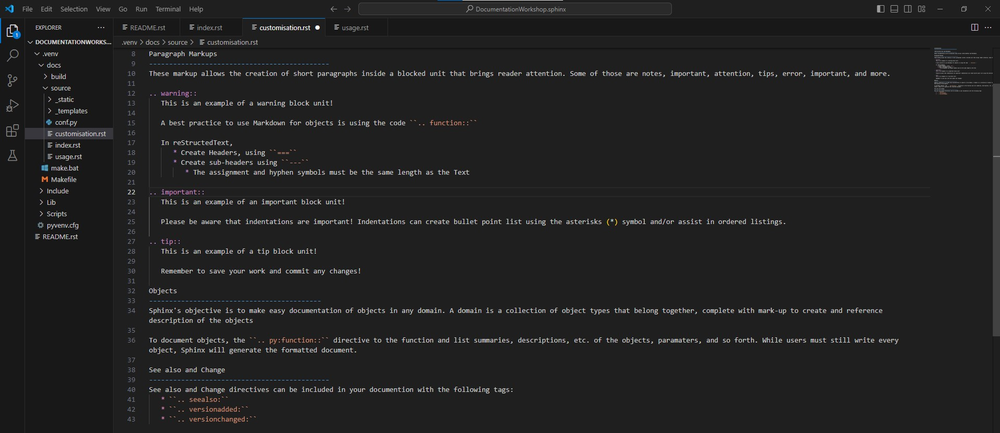 File Edit Selection View Go Run Terminal Help
DocumentationWorkshop.sphinx
EXPLORER
README.rst
index.rst
customisation.rst
usage.rst
1
DOCUMENTATIONWORKS...
.venv
docs
build
source
_static
_templates
conf.py
customisation.rst
index.rst
usage.rst
make.bat
Makefile
Include
Lib
Scripts
pyvenv.cfg
README.rst
.venv > docs > source > customisation.rst
8 Paragraph Markups
9 ---------------------------------------------
10 These markup allows the creation of short paragraphs inside a blocked unit that brings reader attention. Some of those are notes, important, attention, tips, error, important, and more.
11
12 .. warning::
13 This is an example of a warning block unit!
14
15 A best practice to use Markdown for objects is using the code ``.. function::``
16
17 In reStructedText,
18 * Create Headers, using ``===``
19 * Create sub-headers using ``---``
20 * The assignment and hyphen symbols must be the same length as the Text
21
22 .. important::
23 This is an example of an important block unit!
24
25 Please be aware that indentations are important! Indentations can create bullet point list using the asterisks (*) symbol and/or assist in ordered listings.
26
27 .. tip::
28 This is an example of a tip block unit!
29
30 Remember to save your work and commit any changes!
31
32 Objects
33 -------------------------------------------
34 Sphinx's objective is to make easy documentation of objects in any domain. A domain is a collection of object types that belong together, complete with mark-up to create and reference
description of the objects
35
36 To document objects, the ``.. py:function::`` directive to the function and list summaries, descriptions, etc. of the objects, paramaters, and so forth. While users must still write every
object, Sphinx will generate the formatted document.
37
38 See also and Change
39 ---------------------------------------------
40 See also and Change directives can be included in your documention with the following tags:
41 * ``.. seealso:``
42 * ``.. versionadded:``
43 * ``.. versionchanged:``